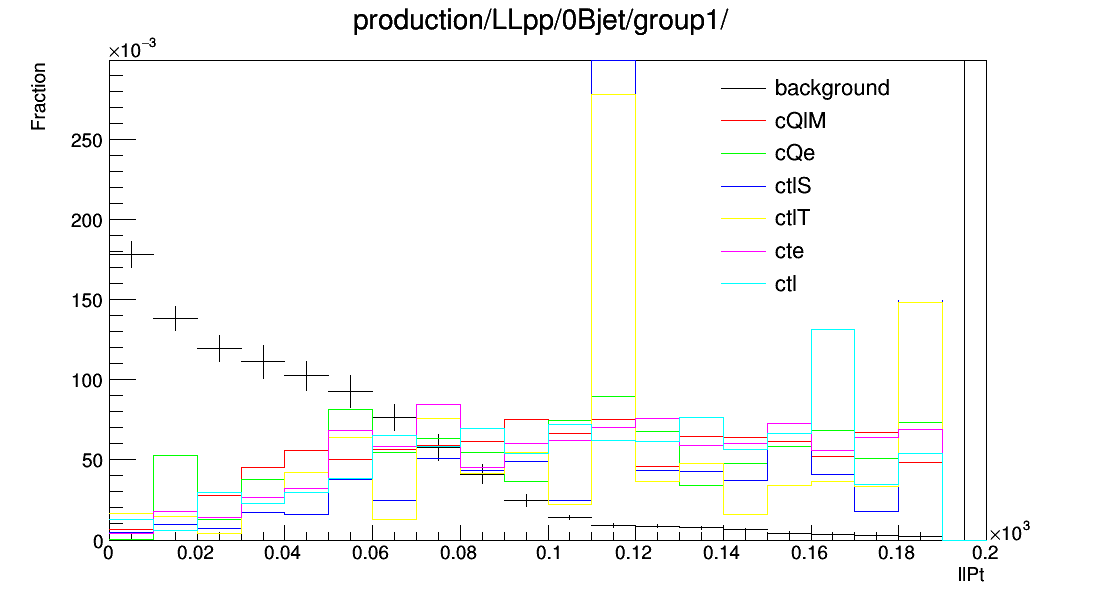 production/LLpp/0Bjet/group1/
×10⁻³
Fraction
background
cQlM
cQe
ctlS
ctlT
cte
ctl
250
200
150
100
50
0
0 0.02 0.04 0.06 0.08 0.1 0.12 0.14 0.16 0.18 0.2
×10³
llPt